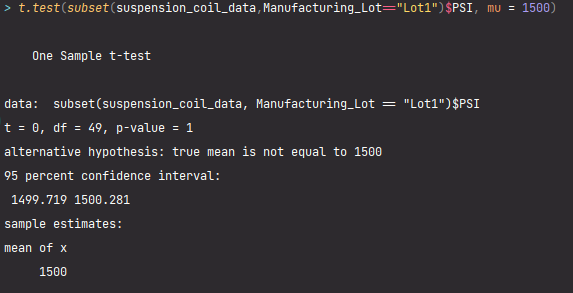 > t.test(subset(suspension_coil_data,Manufacturing_Lot=="Lot1")$PSI, mu = 1500)
One Sample t-test
data:  subset(suspension_coil_data, Manufacturing_Lot == "Lot1")$PSI
t = 0, df = 49, p-value = 1
alternative hypothesis: true mean is not equal to 1500
95 percent confidence interval:
1499.719 1500.281
sample estimates:
mean of x
1500